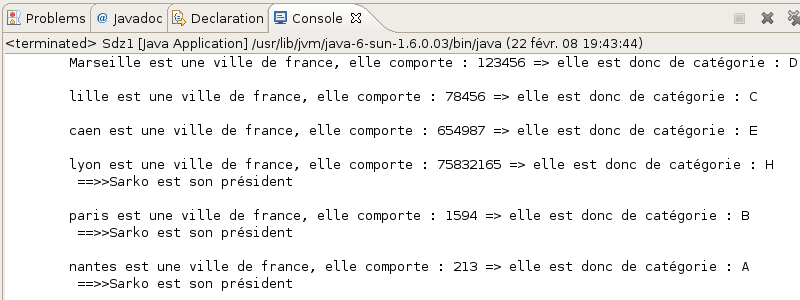 Problems @ Javadoc Declaration Console
<terminated> Sdz1 [Java Application] /usr/lib/jvm/java-6-sun-1.6.0.03/bin/java (22 févr. 08 19:43:44)
Marseille est une ville de france, elle comporte : 123456 => elle est donc de catégorie : D
lille est une ville de france, elle comporte : 78456 => elle est donc de catégorie : C
caen est une ville de france, elle comporte : 654987 => elle est donc de catégorie : E
lyon est une ville de france, elle comporte : 75832165 => elle est donc de catégorie : H
==>>Sarko est son président
paris est une ville de france, elle comporte : 1594 => elle est donc de catégorie : B
==>>Sarko est son président
nantes est une ville de france, elle comporte : 213 => elle est donc de catégorie : A
==>>Sarko est son président